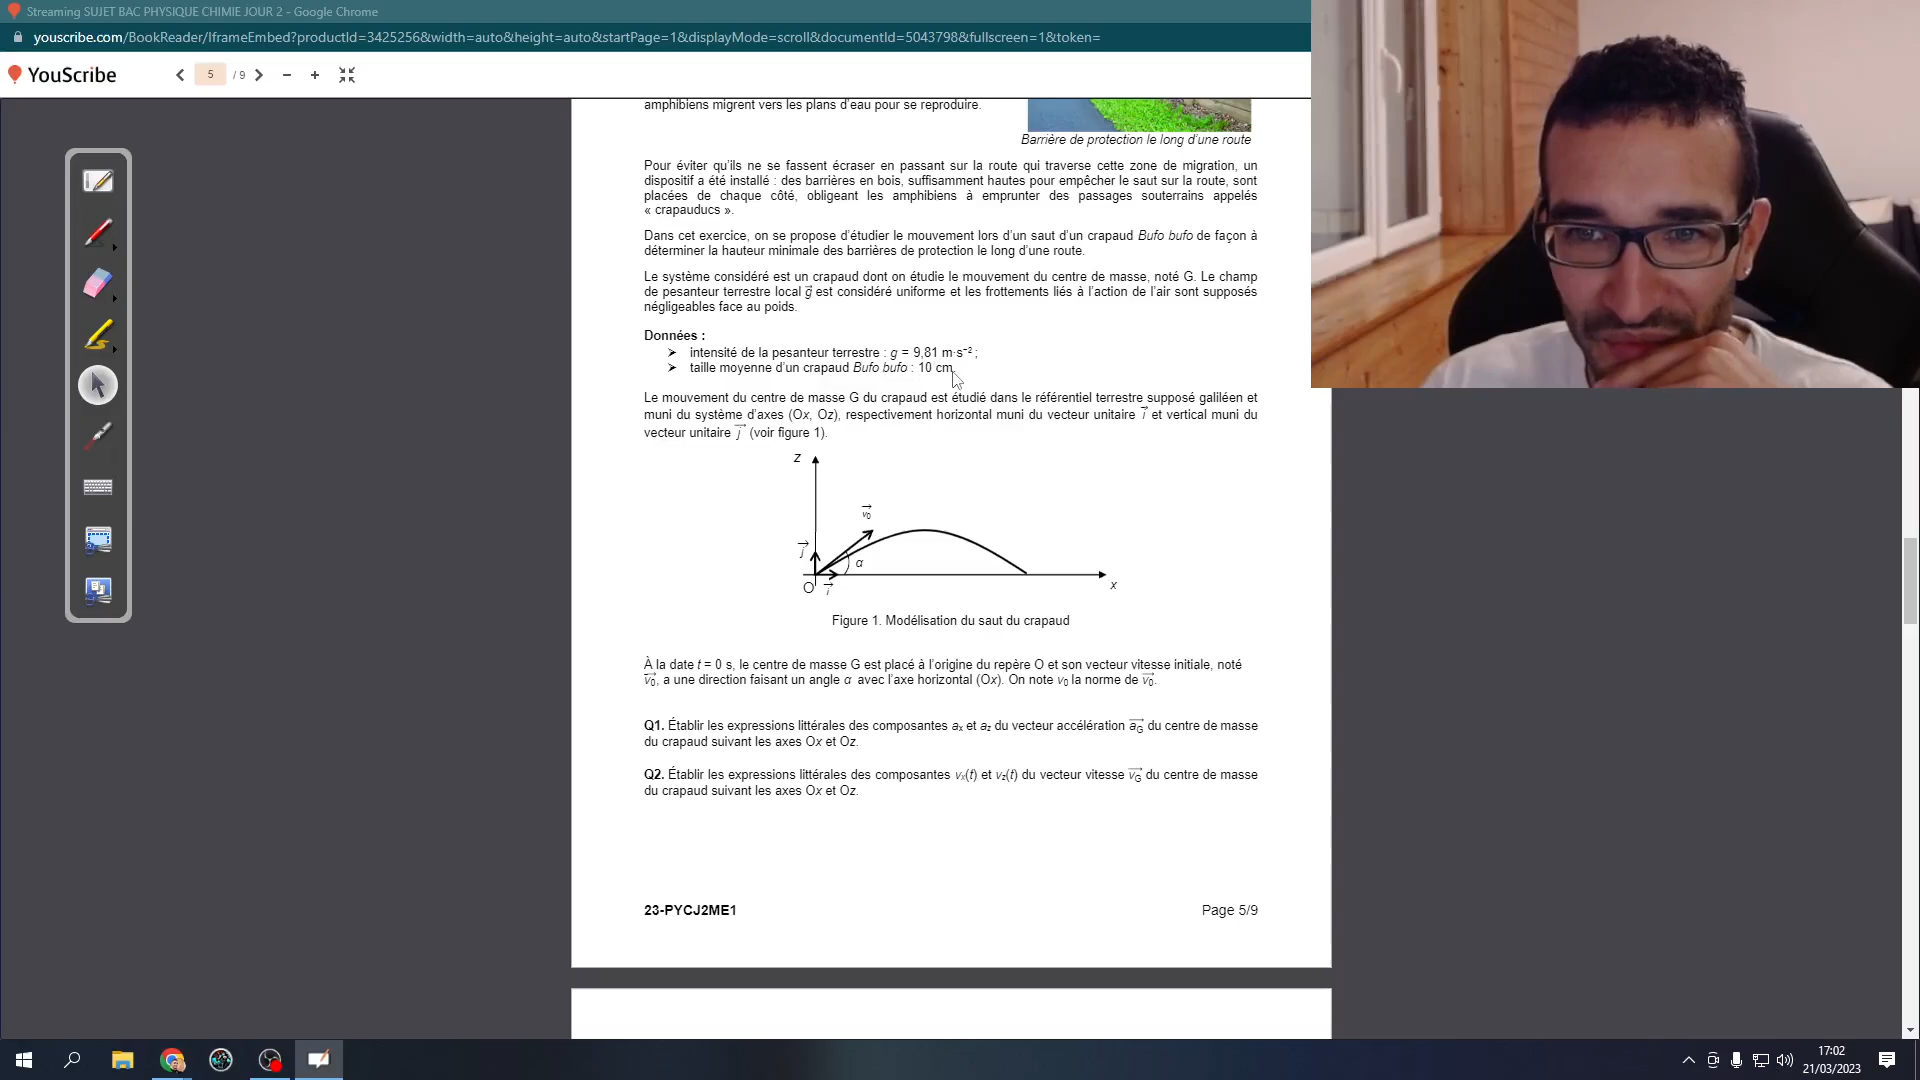 Streaming SUJET BAC PHYSIQUE CHIMIE JOUR 2 - Google Chrome
youscribe.com/BookReader/IframeEmbed?productId=3425256&width=auto&height=auto&startPage=1&displayMode=scroll&documentId=5043798&fullscreen=1&token=
YouScribe
5 / 9
amphibiens migrent vers les plans d'eau pour se reproduire.
Barrière de protection le long d'une route
Pour éviter qu'ils ne se fassent écraser en passant sur la route qui traverse cette zone de migration, un
dispositif a été installé : des barrières en bois, suffisamment hautes pour empêcher le saut sur la route, sont
placées de chaque côté, obligeant les amphibiens à emprunter des passages souterrains appelés
« crapauducs ».
Dans cet exercice, on se propose d'étudier le mouvement lors d'un saut d'un crapaud Bufo bufo de façon à
déterminer la hauteur minimale des barrières de protection le long d'une route.
Le système considéré est un crapaud dont on étudie le mouvement du centre de masse, noté G. Le champ
de pesanteur terrestre local g⃗ est considéré uniforme et les frottements liés à l'action de l'air sont supposés
négligeables face au poids.
Données :
➢ intensité de la pesanteur terrestre : g = 9,81 m·s⁻² ;
➢ taille moyenne d'un crapaud Bufo bufo : 10 cm.
Le mouvement du centre de masse G du crapaud est étudié dans le référentiel terrestre supposé galiléen et
muni du système d'axes (Ox, Oz), respectivement horizontal muni du vecteur unitaire i⃗ et vertical muni du
vecteur unitaire j⃗ (voir figure 1).
z
v₀⃗
j⃗
α
O
i⃗
x
Figure 1. Modélisation du saut du crapaud
À la date t = 0 s, le centre de masse G est placé à l'origine du repère O et son vecteur vitesse initiale, noté
v₀⃗, a une direction faisant un angle α avec l'axe horizontal (Ox). On note v₀ la norme de v₀⃗.
Q1. Établir les expressions littérales des composantes aₓ et a_z du vecteur accélération a_G⃗ du centre de masse
du crapaud suivant les axes Ox et Oz.
Q2. Établir les expressions littérales des composantes vₓ(t) et v_z(t) du vecteur vitesse v_G⃗ du centre de masse
du crapaud suivant les axes Ox et Oz.
23-PYCJ2ME1
Page 5/9
17:02
21/03/2023